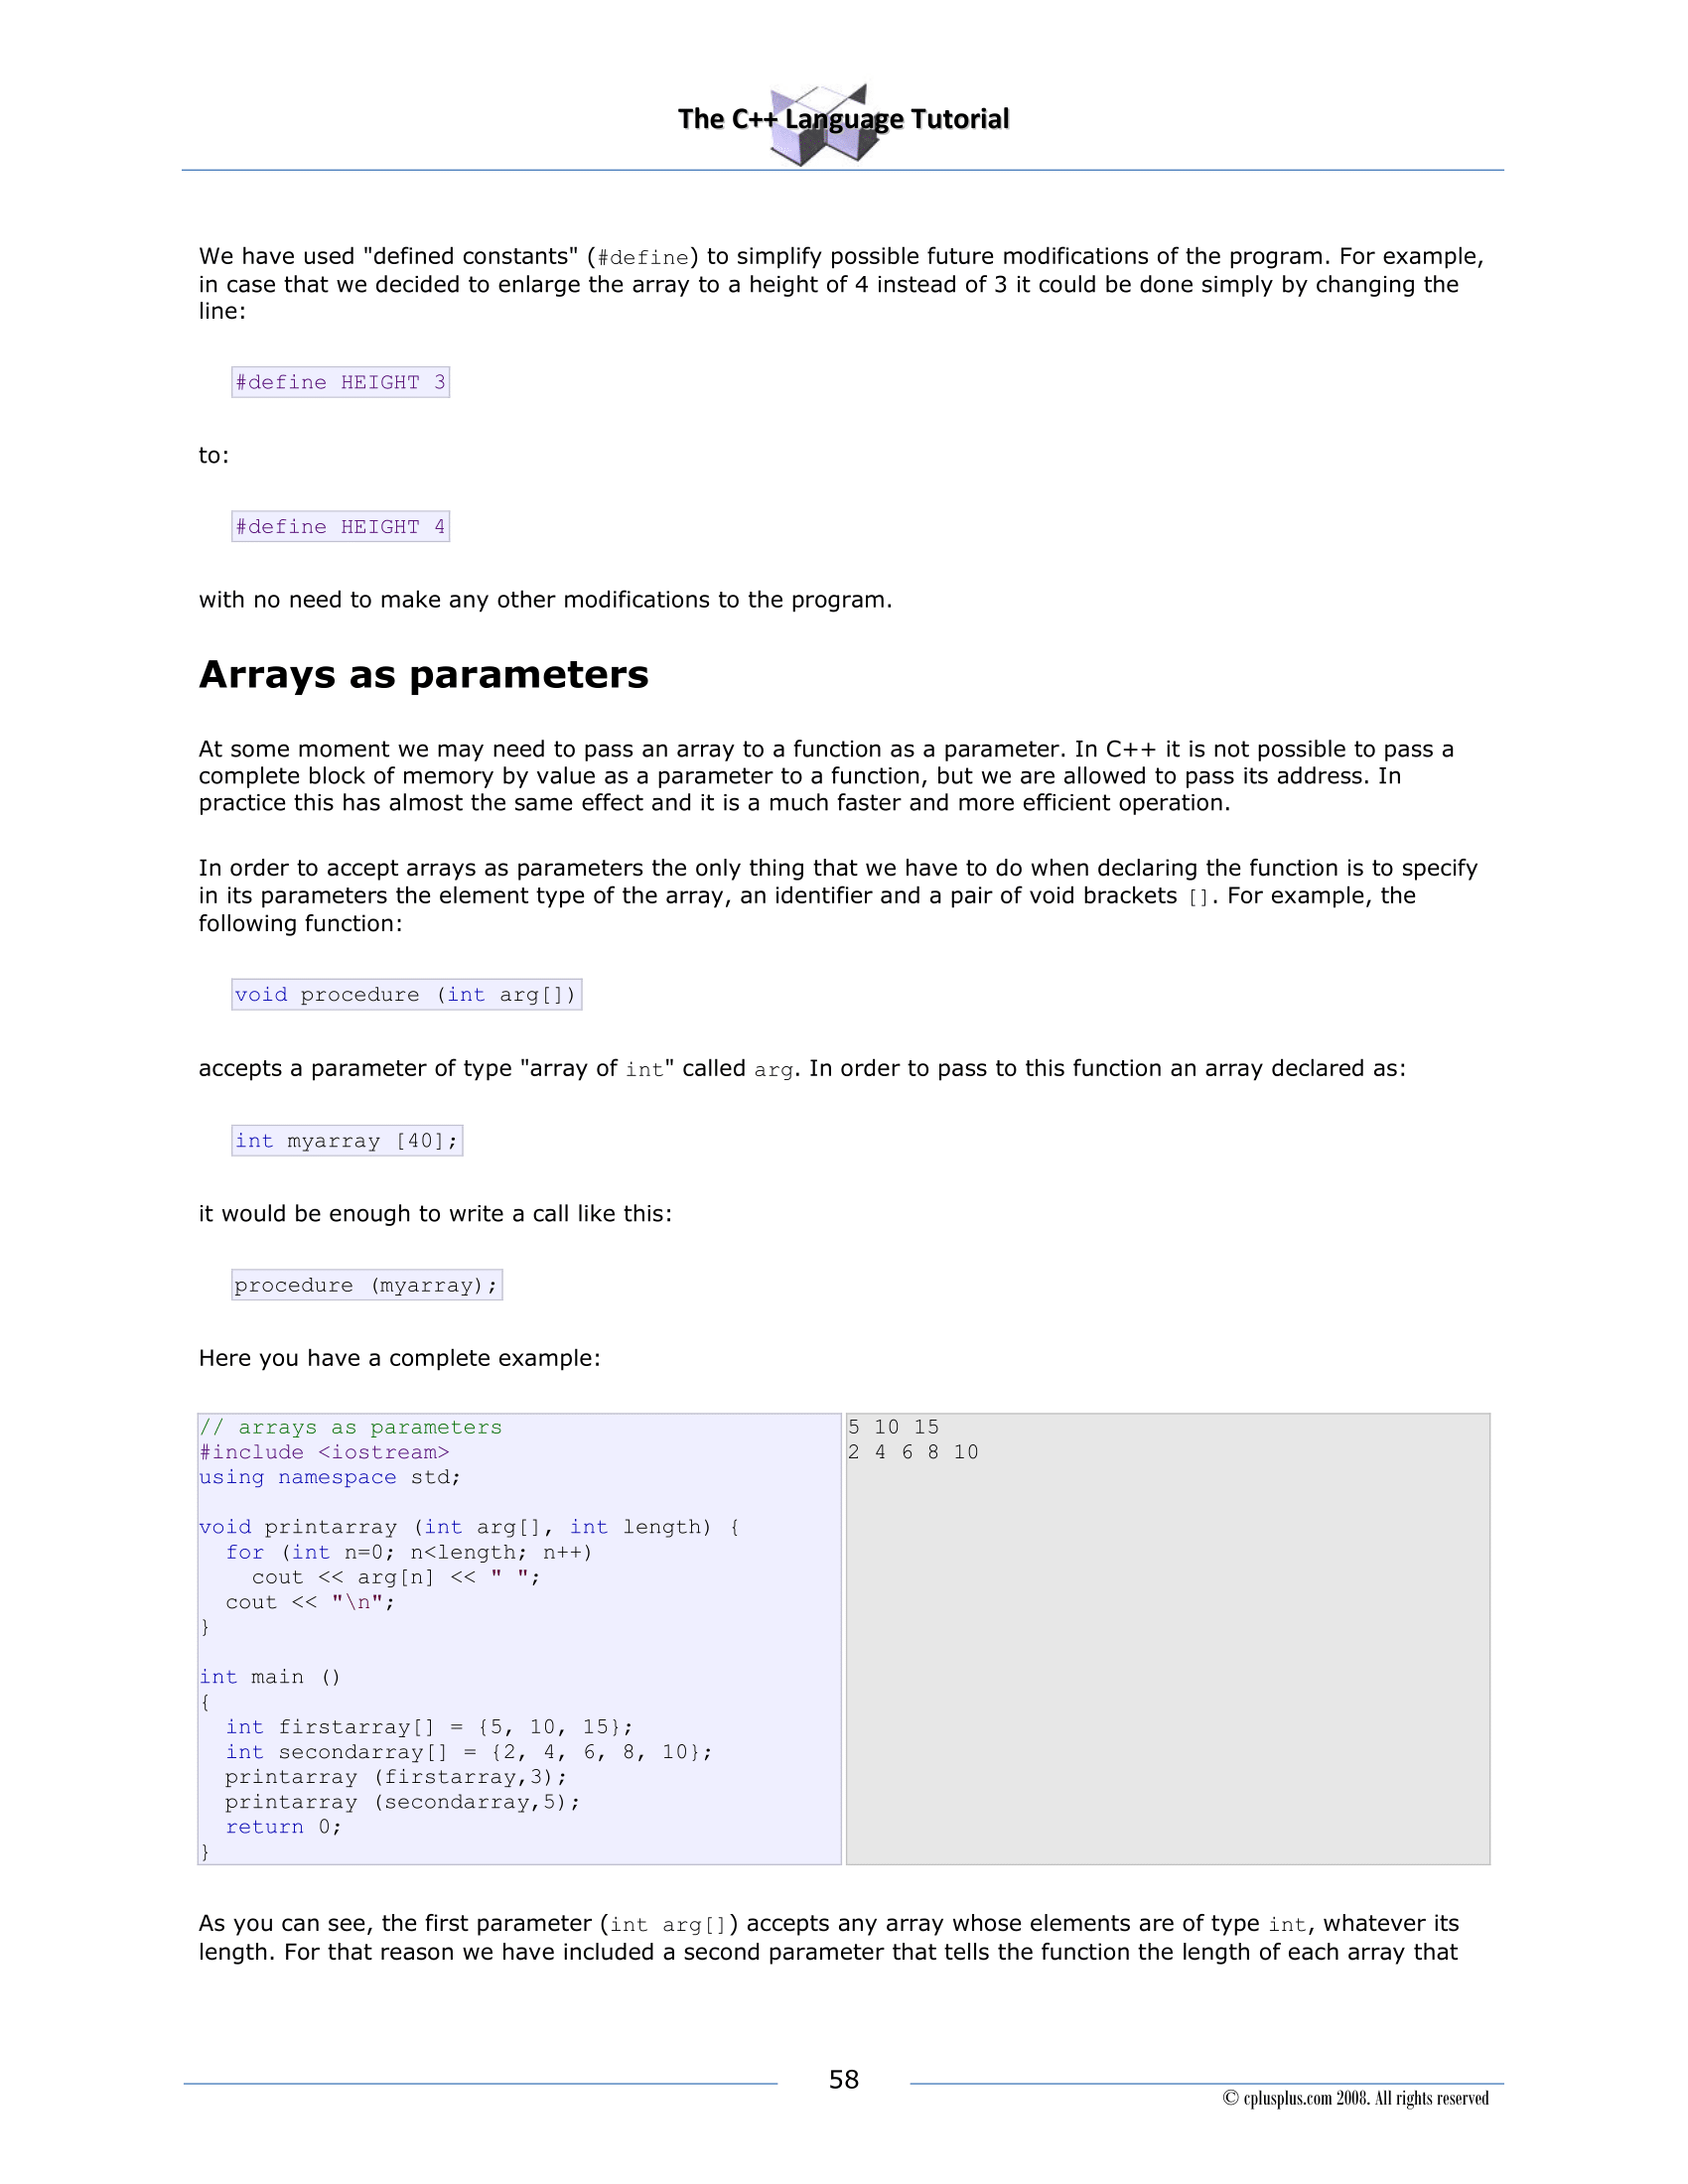 The C++ Language Tutorial
We have used "defined constants" (#define) to simplify possible future modifications of the program. For example,
in case that we decided to enlarge the array to a height of 4 instead of 3 it could be done simply by changing the
line:
#define HEIGHT 3
to:
#define HEIGHT 4
with no need to make any other modifications to the program.
Arrays as parameters
At some moment we may need to pass an array to a function as a parameter. In C++ it is not possible to pass a
complete block of memory by value as a parameter to a function, but we are allowed to pass its address. In
practice this has almost the same effect and it is a much faster and more efficient operation.
In order to accept arrays as parameters the only thing that we have to do when declaring the function is to specify
in its parameters the element type of the array, an identifier and a pair of void brackets []. For example, the
following function:
void procedure (int arg[])
accepts a parameter of type "array of int" called arg. In order to pass to this function an array declared as:
int myarray [40];
it would be enough to write a call like this:
procedure (myarray);
Here you have a complete example:
// arrays as parameters
#include <iostream>
using namespace std;
void printarray (int arg[], int length) {
  for (int n=0; n<length; n++)
    cout << arg[n] << " ";
  cout << "\n";
}
int main ()
{
  int firstarray[] = {5, 10, 15};
  int secondarray[] = {2, 4, 6, 8, 10};
  printarray (firstarray,3);
  printarray (secondarray,5);
  return 0;
}
5 10 15
2 4 6 8 10
As you can see, the first parameter (int arg[]) accepts any array whose elements are of type int, whatever its
length. For that reason we have included a second parameter that tells the function the length of each array that
58
© cplusplus.com 2008. All rights reserved